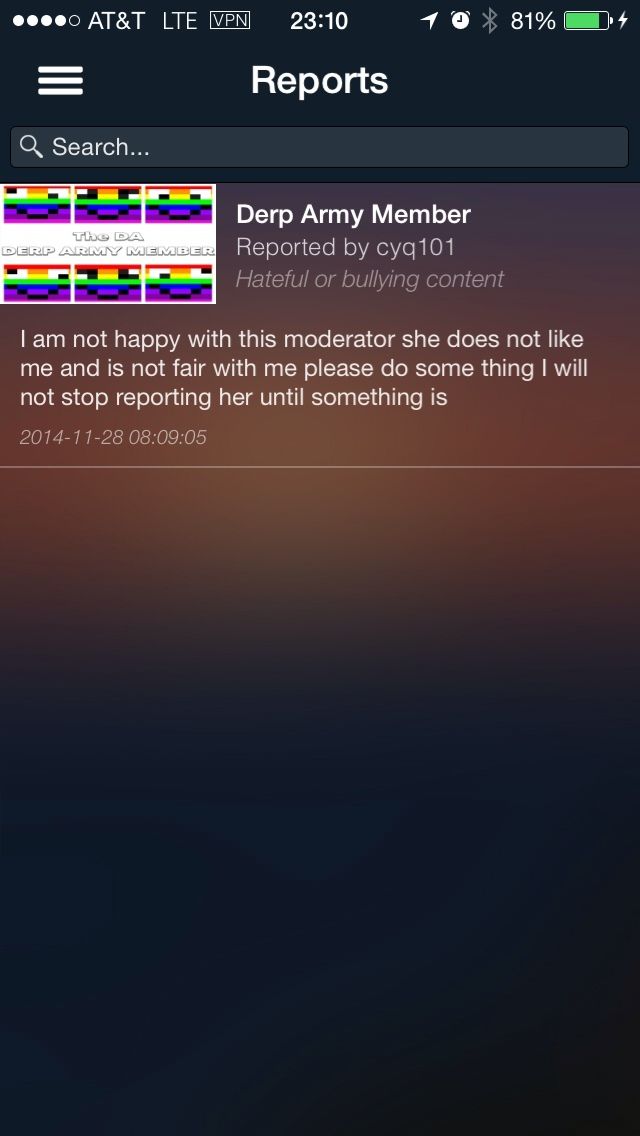 AT&T LTE VPN 23:10 81%
Reports
Search...
The DA
DERP ARMY MEMBER
Derp Army Member
Reported by cyq101
Hateful or bullying content
I am not happy with this moderator she does not like
me and is not fair with me please do some thing I will
not stop reporting her until something is
2014-11-28 08:09:05